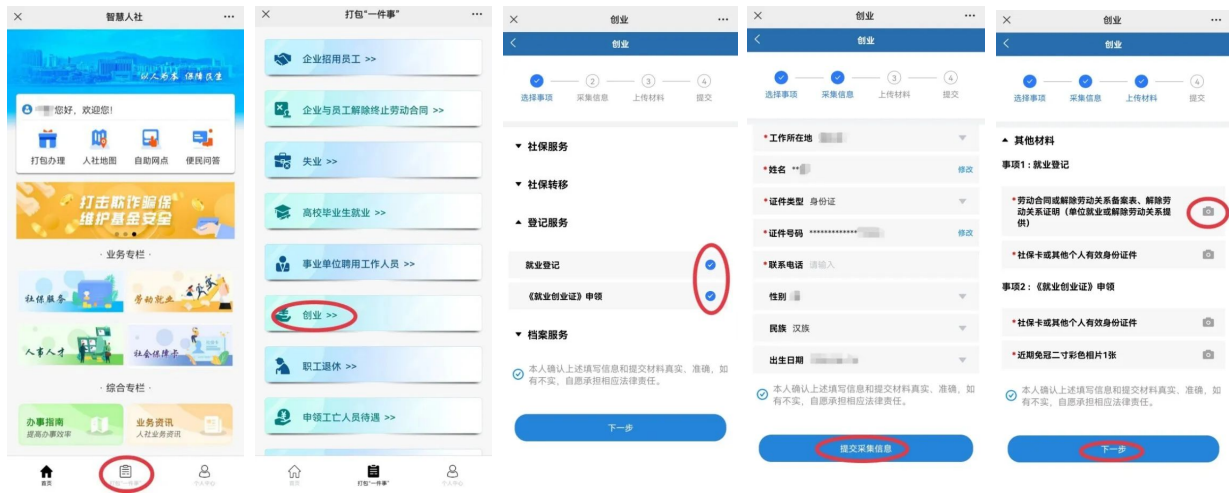 智慧人社
以人为本 保障民生
您好，欢迎您!
打包办理 人社地图 自助网点 便民问答
打击欺诈骗保
维护基金安全
· 业务专栏 ·
社保服务
劳动就业
人事人才
社会保障卡
· 综合专栏 ·
办事指南
提高办事效率
业务资讯
人社业务资讯
首页 打包“一件事” 个人中心
打包“一件事”
企业招用员工 >>
企业与员工解除终止劳动合同 >>
失业 >>
高校毕业生就业 >>
事业单位聘用工作人员 >>
创业 >>
职工退休 >>
申领工亡人员待遇 >>
首页 打包“一件事” 个人中心
创业
创业
2 3 4
选择事项 采集信息 上传材料 提交
社保服务
社保转移
登记服务
就业登记
《就业创业证》申领
档案服务
本人确认上述填写信息和提交材料真实、准确，如
有不实，自愿承担相应法律责任。
下一步
创业
创业
3 4
选择事项 采集信息 上传材料 提交
*工作所在地
*姓名 ** 修改
*证件类型 身份证
*证件号码 ************** 修改
*联系电话 请输入
性别
民族 汉族
出生日期
本人确认上述填写信息和提交材料真实、准确，如
有不实，自愿承担相应法律责任。
提交采集信息
创业
创业
4
选择事项 采集信息 上传材料 提交
其他材料
事项1：就业登记
*劳动合同或解除劳动关系备案表、解除劳
动关系证明（单位就业或解除劳动关系提
供）
*社保卡或其他个人有效身份证件
事项2：《就业创业证》申领
*社保卡或其他个人有效身份证件
*近期免冠二寸彩色相片1张
本人确认上述填写信息和提交材料真实、准确，如
有不实，自愿承担相应法律责任。
下一步